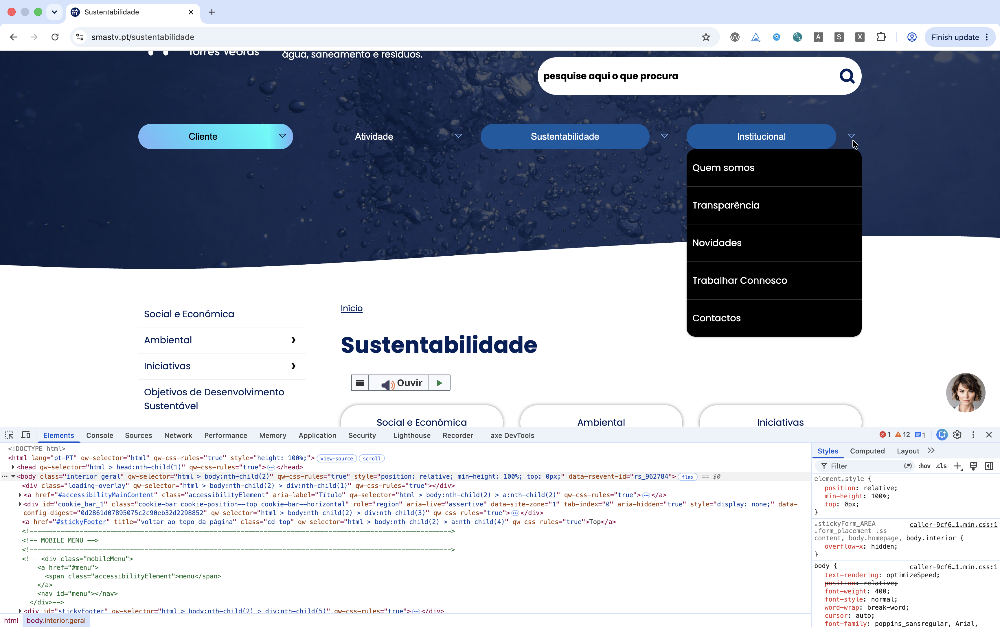 Sustentabilidade
smastv.pt/sustentabilidade
A
S
X
Finish update
Torres Vedras
água, saneamento e resíduos.
pesquise aqui o que procura
Cliente
Atividade
Sustentabilidade
Institucional
Quem somos
Transparência
Novidades
Trabalhar Connosco
Contactos
Social e Económica
Ambiental
Iniciativas
Objetivos de Desenvolvimento
Sustentável
Início
Sustentabilidade
Ouvir
Social e Económica
Ambiental
Iniciativas
Elements
Console
Sources
Network
Performance
Memory
Application
Security
Lighthouse
Recorder
axe DevTools
1
12
1
<!DOCTYPE html>
<html lang="pt-PT" qw-selector="html" qw-css-rules="true" style="height: 100%;"> view-source scroll
<head qw-selector="html > head:nth-child(1)" qw-css-rules="true"> … </head>
<body class="interior geral" qw-selector="html > body:nth-child(2)" qw-css-rules="true" style="position: relative; min-height: 100%; top: 0px;" data-rsevent-id="rs_962784"> flex == $0
<div class="loading-overlay" qw-selector="html > body:nth-child(2) > div:nth-child(1)" qw-css-rules="true"></div>
<a href="#accessibilityMainContent" class="accessibilityElement" aria-label="Título" qw-selector="html > body:nth-child(2) > a:nth-child(2)" qw-css-rules="true"> … </a>
<div id="cookie_bar_1" class="cookie-bar cookie-position--top cookie-bar--horizontal" role="region" aria-live="assertive" data-site-zone="1" tab-index="0" aria-hidden="true" style="display: none;" data-
config-digest="0d2861d07895075c2c90eb32d2298852" qw-selector="html > body:nth-child(2) > div:nth-child(3)" qw-css-rules="true"> … </div>
<a href="#stickyFooter" title="voltar ao topo da página" class="cd-top" qw-selector="html > body:nth-child(2) > a:nth-child(4)" qw-css-rules="true">Top</a>
<!-- MOBILE MENU -->
<!-- <div class="mobileMenu">
<a href="#menu">
<span class="accessibilityElement">menu</span>
</a>
<nav id="menu"></nav>
</div>-->
<div id="stickyFooter" qw-selector="html > body:nth-child(2) > div:nth-child(5)" qw-css-rules="true"> … </div>
html
body.interior.geral
Styles
Computed
Layout
Filter
(.*)
:hov
.cls
element.style {
position: relative;
min-height: 100%;
top: 0px;
}
.stickyForm_AREA
caller-9cf6…1.min.css:1
.form_placement .ss-
content, body.homepage, body.interior {
overflow-x: hidden;
}
body {
caller-9cf6…1.min.css:1
text-rendering: optimizeSpeed;
position: relative;
font-weight: 400;
font-style: normal;
word-wrap: break-word;
cursor: auto;
font-family: poppins_sansregular, Arial,